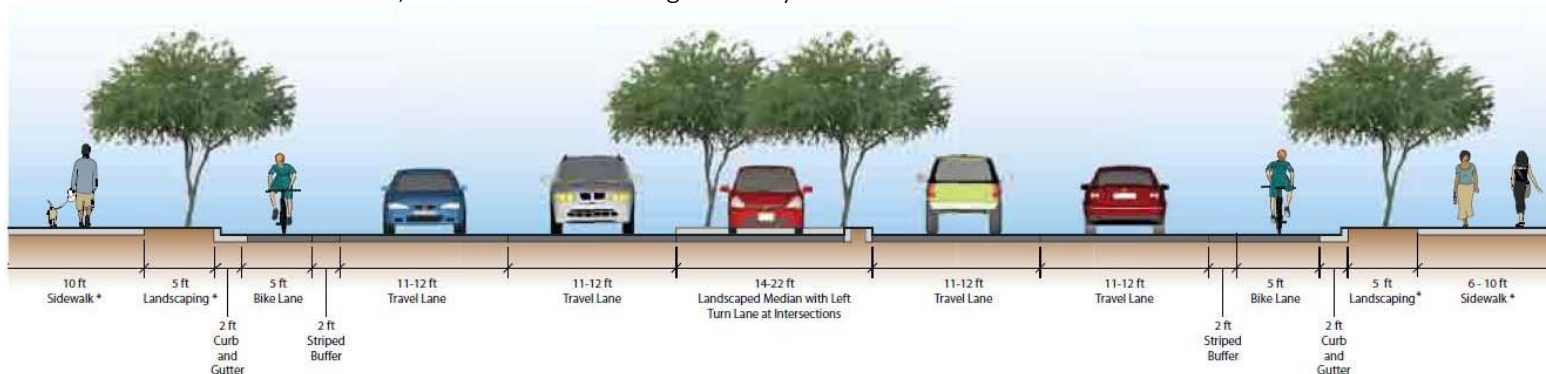 10 ft
Sidewalk *
5 ft
Landscaping *
2 ft
Curb
and
Gutter
5 ft
Bike Lane
2 ft
Striped
Buffer
11-12 ft
Travel Lane
11-12 ft
Travel Lane
14-22 ft
Landscaped Median with Left
Turn Lane at Intersections
11-12 ft
Travel Lane
11-12 ft
Travel Lane
2 ft
Striped
Buffer
5 ft
Bike Lane
2 ft
Curb
and
Gutter
5 ft
Landscaping*
6 - 10 ft
Sidewalk *